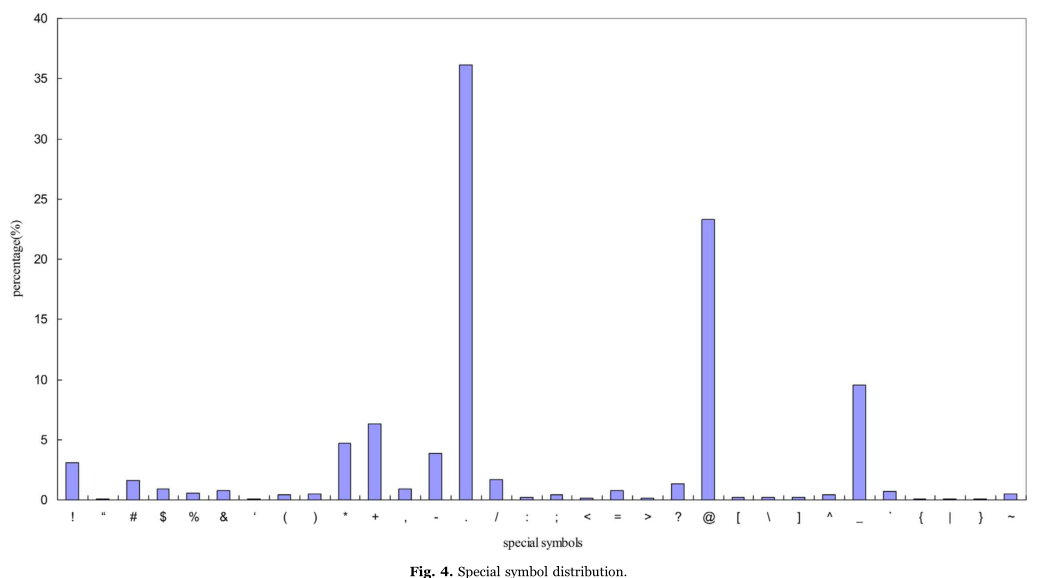 40
35
30
25
20
15
10
5
0
percentage(%)
! “ # $ % & ‘ ( ) * + , - . / : ; < = > ? @ [ \ ] ^ _ ` { | } ~
special symbols
Fig. 4. Special symbol distribution.